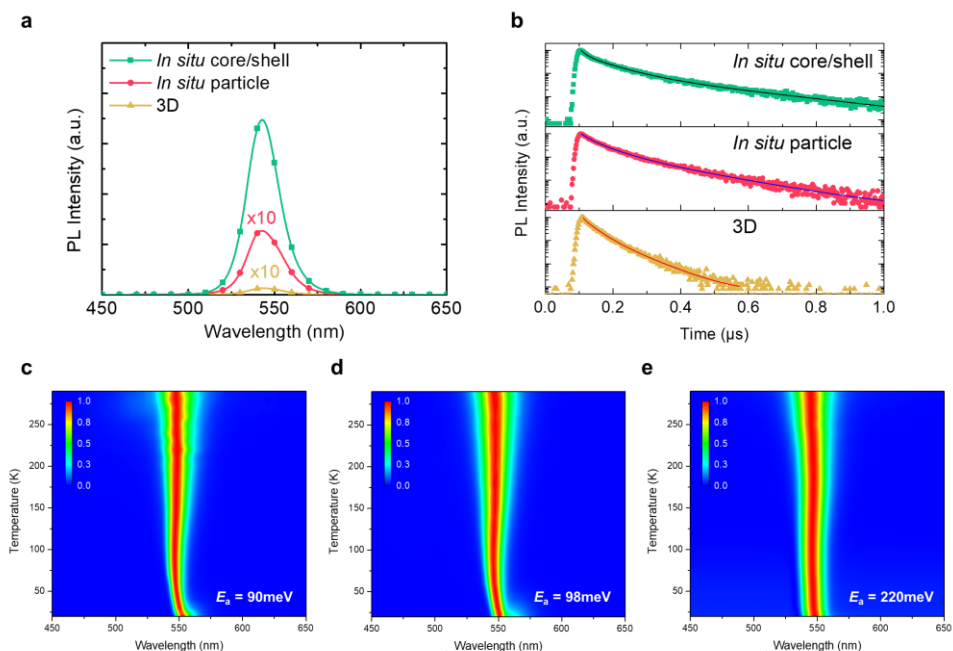 a
In situ core/shell
In situ particle
3D
PL Intensity (a.u.)
x10
x10
450 500 550 600 650
Wavelength (nm)
b
In situ core/shell
In situ particle
3D
PL Intensity (a.u.)
0.0 0.2 0.4 0.6 0.8 1.0
Time (µs)
c
1.0
0.8
0.5
0.3
0.0
250
200
150
100
50
Temperature (K)
Ea = 90meV
450 500 550 600 650
Wavelength (nm)
d
1.0
0.8
0.5
0.3
0.0
250
200
150
100
50
Temperature (K)
Ea = 98meV
450 500 550 600 650
Wavelength (nm)
e
1.0
0.8
0.5
0.3
0.0
250
200
150
100
50
Temperature (K)
Ea = 220meV
450 500 550 600 650
Wavelength (nm)